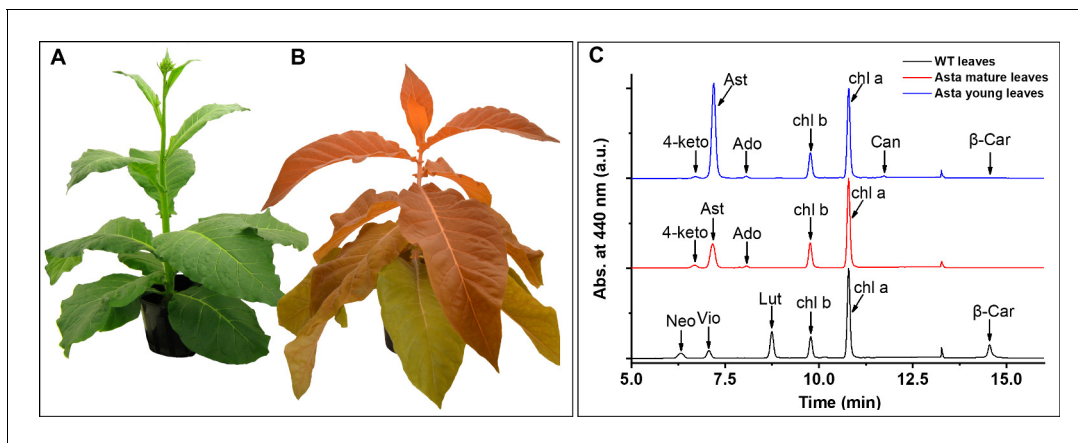 A
B
C
WT leaves
Asta mature leaves
Asta young leaves
Ast
chl a
4-keto
Ado
chl b
Can
β-Car
Ast
chl a
4-keto
Ado
chl b
Lut
chl b
chl a
Neo
Vio
β-Car
Abs. at 440 nm (a.u.)
5.0
7.5
10.0
12.5
15.0
Time (min)